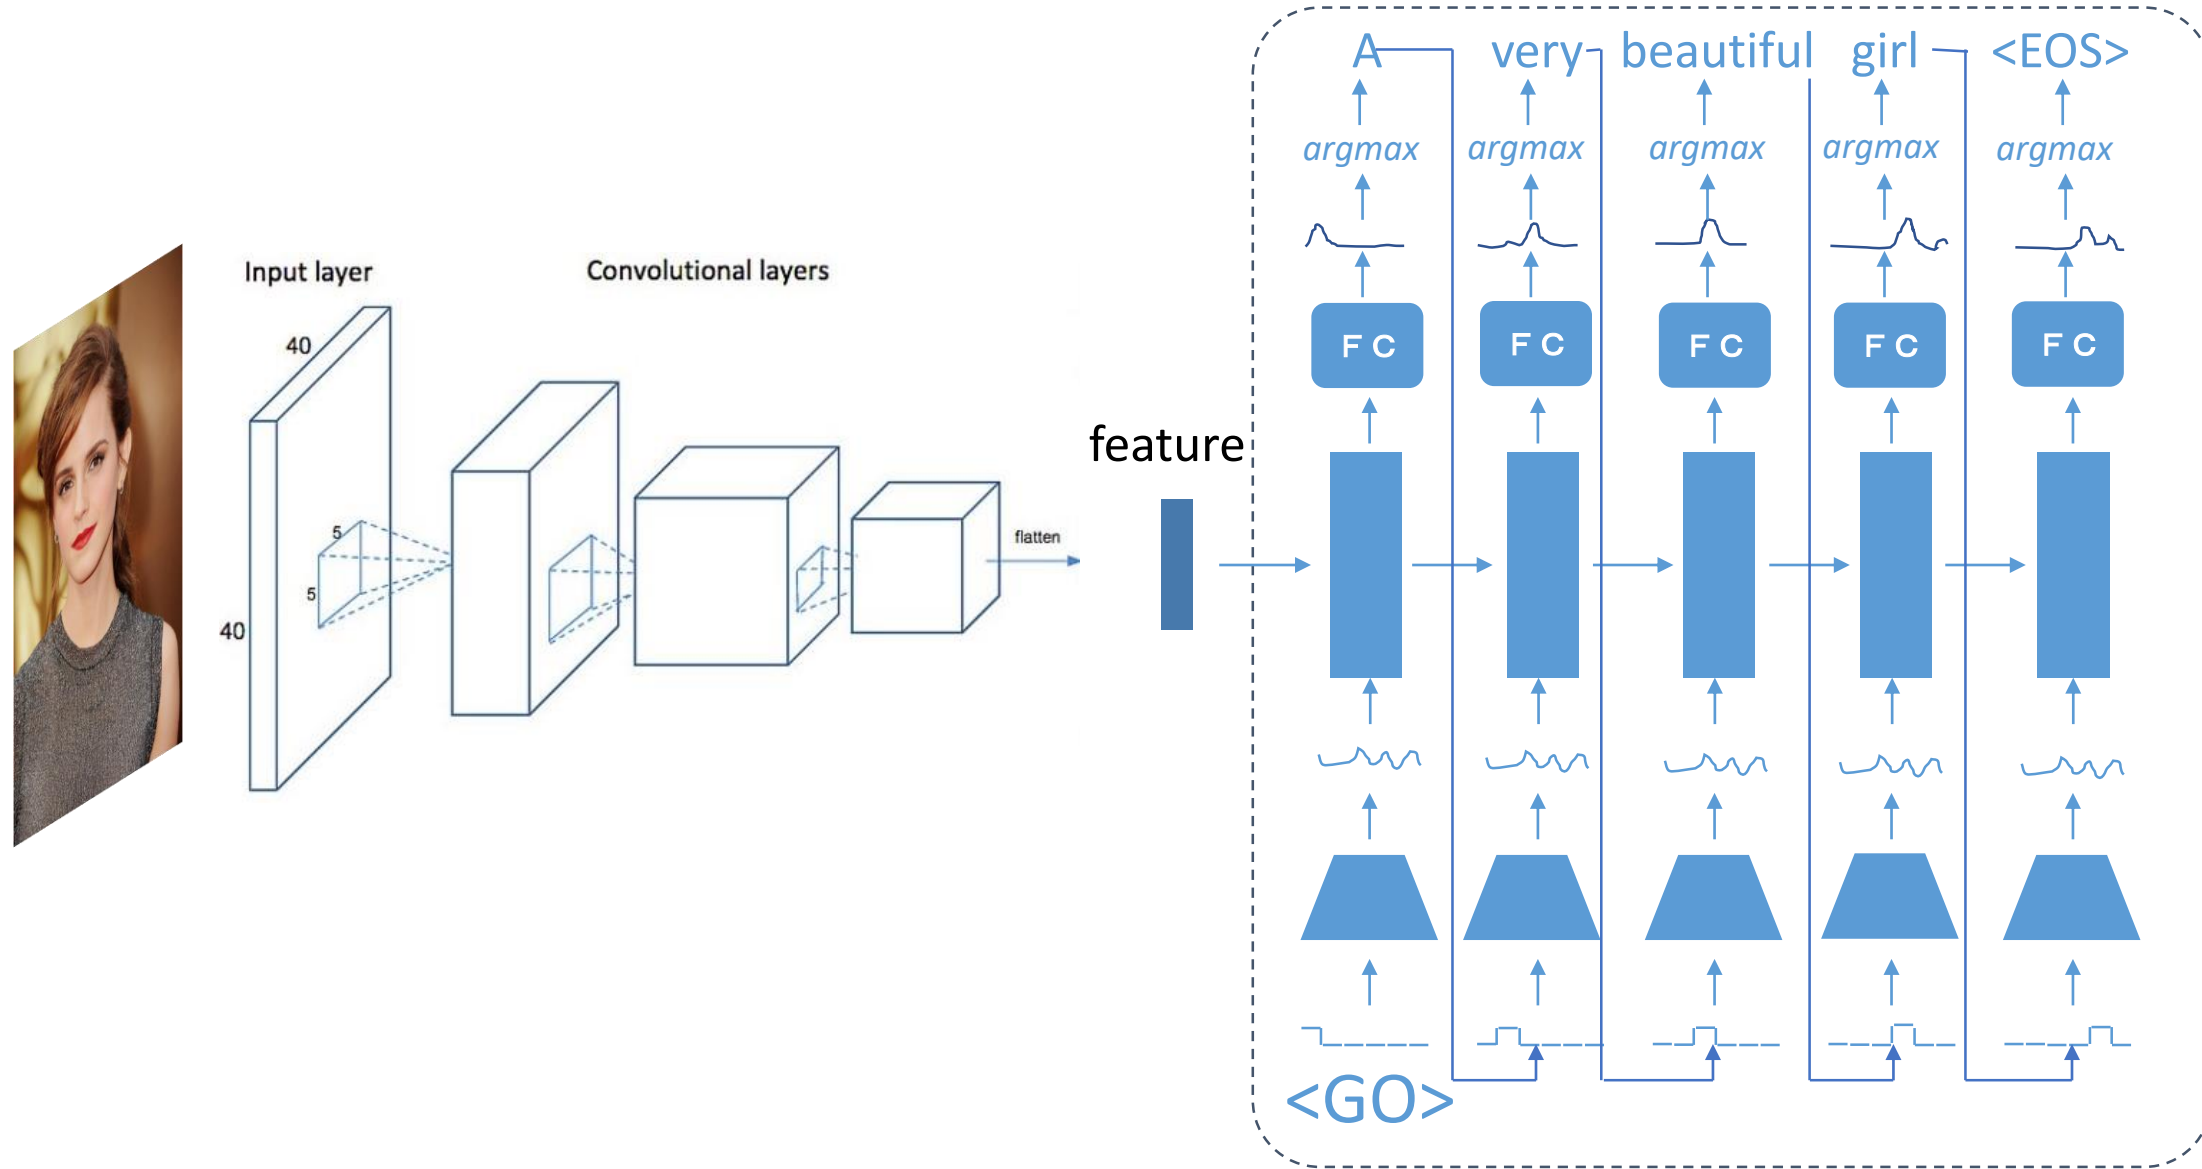 A very beautiful girl <EOS>
argmax argmax argmax argmax argmax
Input layer
Convolutional layers
40
F C F C F C F C F C
feature
5
flatten
5
40
<GO>